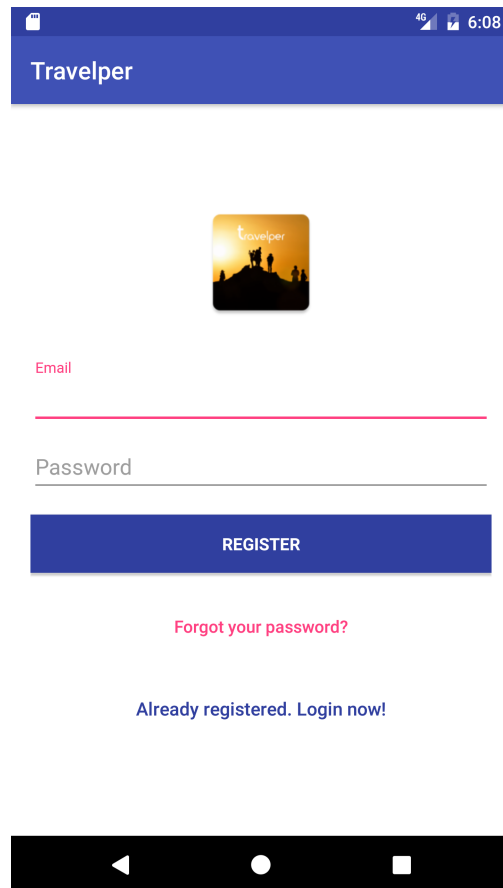 4G 6:08
Travelper
travelper
Email
Password
REGISTER
Forgot your password?
Already registered. Login now!